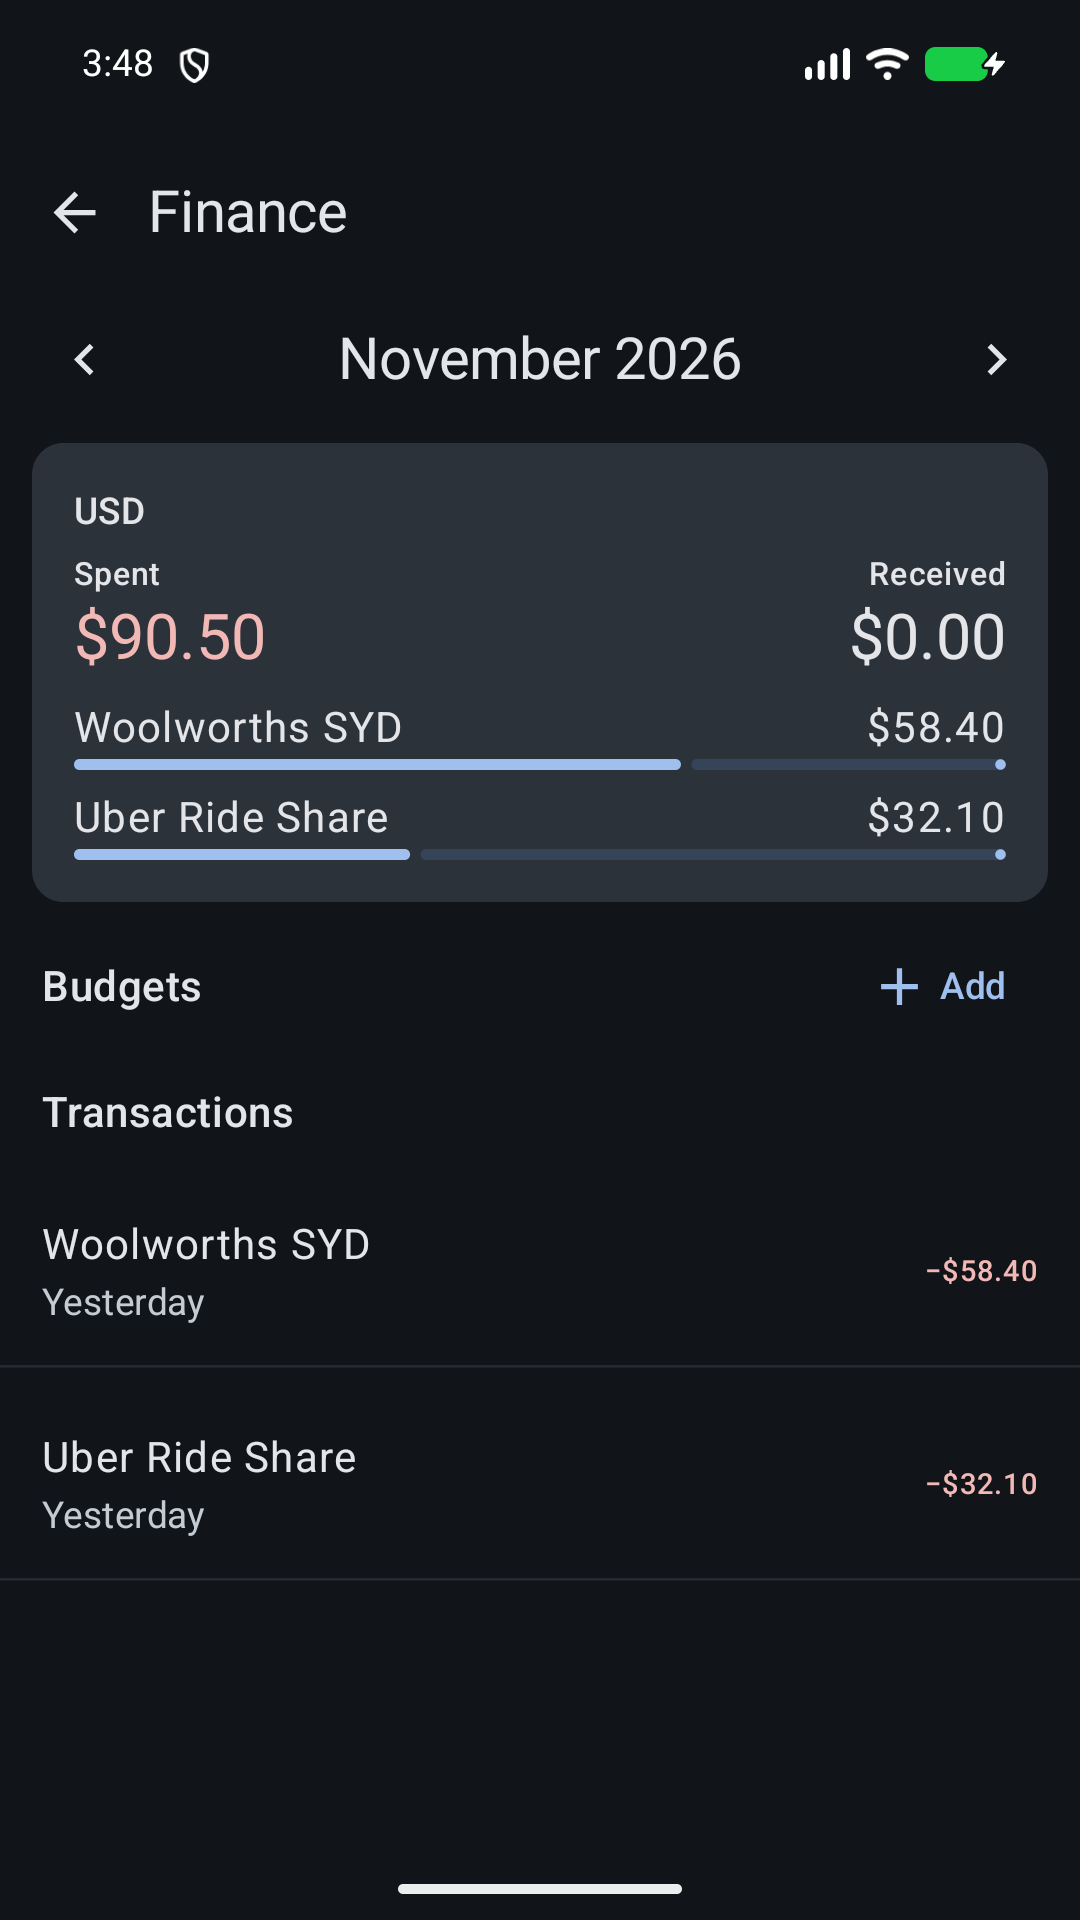 3:48
Finance
November 2026
USD
Spent Received
$90.50 $0.00
Woolworths SYD $58.40
Uber Ride Share $32.10
Budgets Add
Transactions
Woolworths SYD
−$58.40
Yesterday
Uber Ride Share
−$32.10
Yesterday